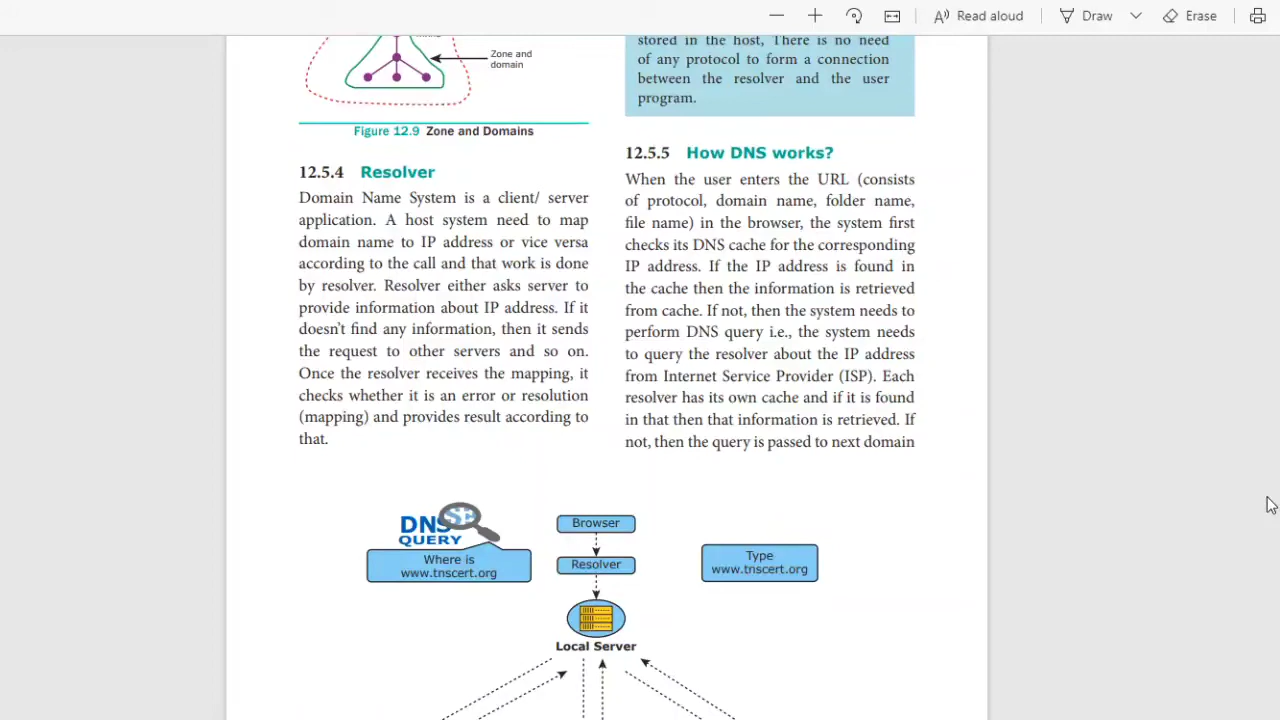 Read aloud
Draw
Erase
Zone and
domain
Figure 12.9 Zone and Domains
12.5.4 Resolver
Domain Name System is a client/ server
application. A host system need to map
domain name to IP address or vice versa
according to the call and that work is done
by resolver. Resolver either asks server to
provide information about IP address. If it
doesn't find any information, then it sends
the request to other servers and so on.
Once the resolver receives the mapping, it
checks whether it is an error or resolution
(mapping) and provides result according to
that.
stored in the host, There is no need
of any protocol to form a connection
between the resolver and the user
program.
12.5.5 How DNS works?
When the user enters the URL (consists
of protocol, domain name, folder name,
file name) in the browser, the system first
checks its DNS cache for the corresponding
IP address. If the IP address is found in
the cache then the information is retrieved
from cache. If not, then the system needs to
perform DNS query i.e., the system needs
to query the resolver about the IP address
from Internet Service Provider (ISP). Each
resolver has its own cache and if it is found
in that then that information is retrieved. If
not, then the query is passed to next domain
DNS
QUERY
Where is
www.tnscert.org
Browser
Resolver
Local Server
Type
www.tnscert.org